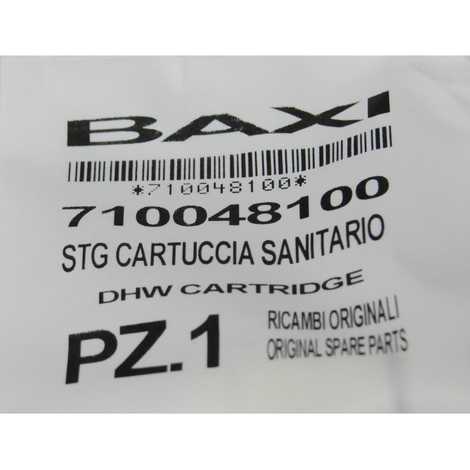 BAXI
*710048100*
710048100
STG CARTUCCIA SANITARIO
DHW CARTRIDGE
PZ.1
RICAMBI ORIGINALI
ORIGINAL SPARE PARTS